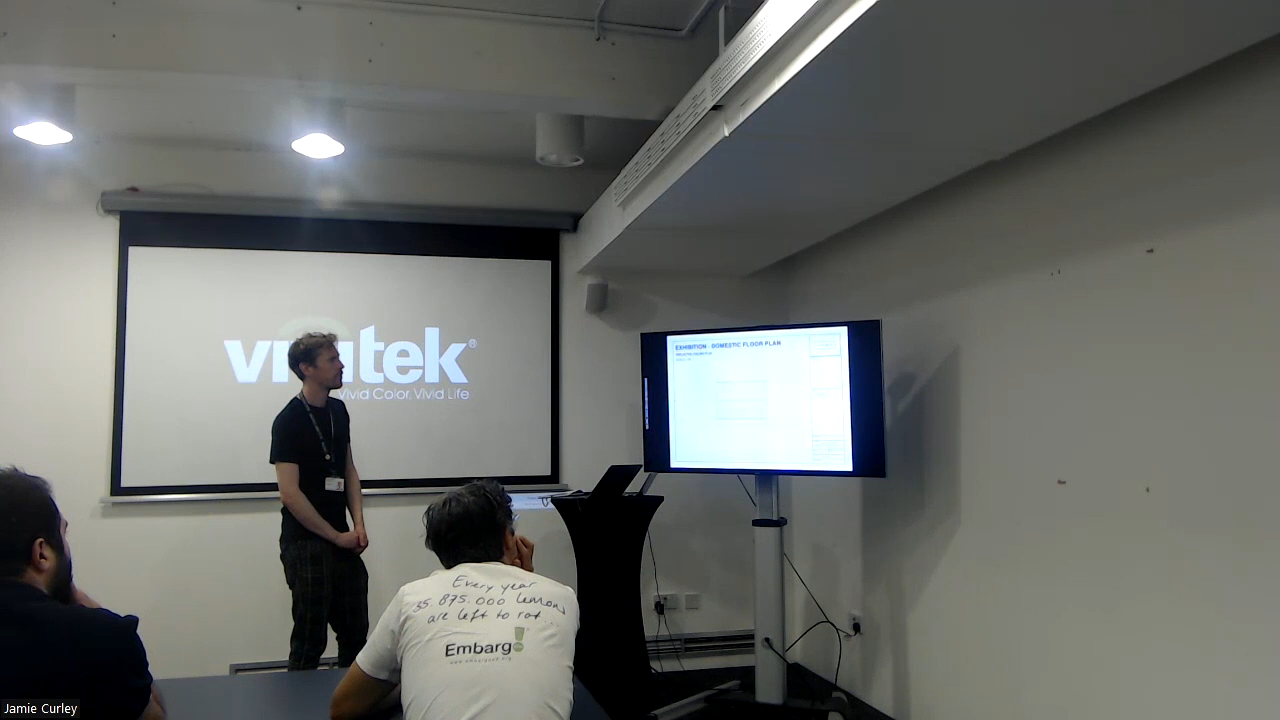 vivitek®
Vivid Color, Vivid Life
EXHIBITION - DOMESTIC FLOOR PLAN
Every year
35.875.000 lemons
are left to rot
Embargo!
Jamie Curley